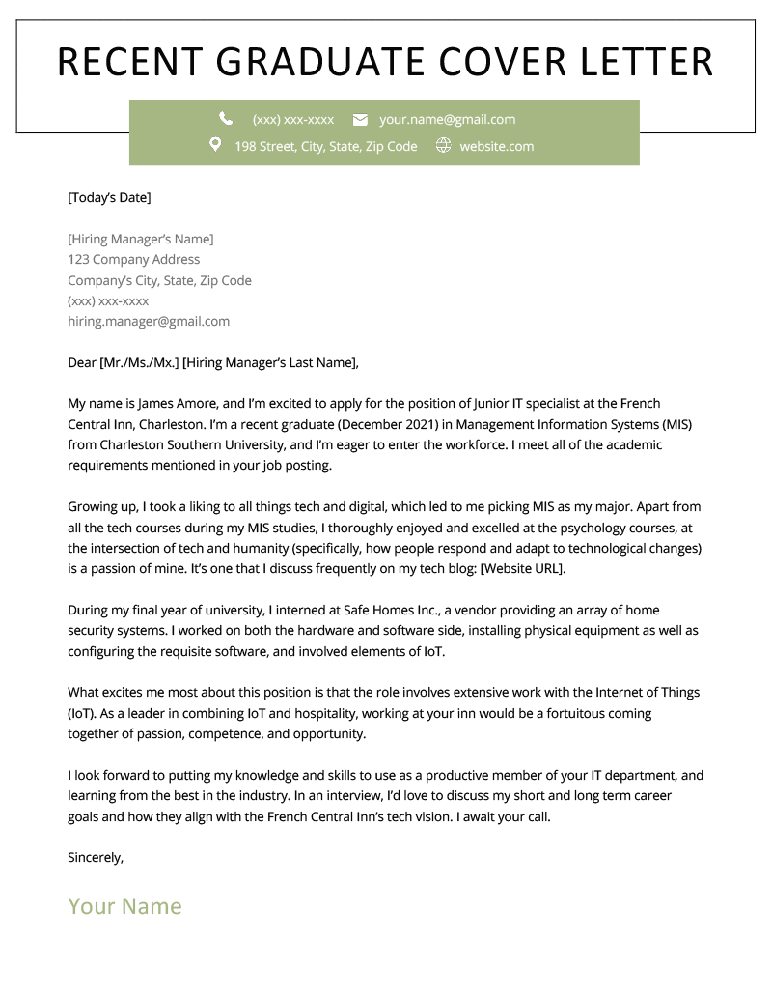 RECENT GRADUATE COVER LETTER
(xxx) xxx-xxxx your.name@gmail.com
198 Street, City, State, Zip Code website.com
[Today's Date]
[Hiring Manager's Name]
123 Company Address
Company's City, State, Zip Code
(xxx) xxx-xxxx
hiring.manager@gmail.com
Dear [Mr./Ms./Mx.] [Hiring Manager's Last Name],
My name is James Amore, and I'm excited to apply for the position of Junior IT specialist at the French
Central Inn, Charleston. I'm a recent graduate (December 2021) in Management Information Systems (MIS)
from Charleston Southern University, and I'm eager to enter the workforce. I meet all of the academic
requirements mentioned in your job posting.
Growing up, I took a liking to all things tech and digital, which led to me picking MIS as my major. Apart from
all the tech courses during my MIS studies, I thoroughly enjoyed and excelled at the psychology courses, at
the intersection of tech and humanity (specifically, how people respond and adapt to technological changes)
is a passion of mine. It's one that I discuss frequently on my tech blog: [Website URL].
During my final year of university, I interned at Safe Homes Inc., a vendor providing an array of home
security systems. I worked on both the hardware and software side, installing physical equipment as well as
configuring the requisite software, and involved elements of IoT.
What excites me most about this position is that the role involves extensive work with the Internet of Things
(IoT). As a leader in combining IoT and hospitality, working at your inn would be a fortuitous coming
together of passion, competence, and opportunity.
I look forward to putting my knowledge and skills to use as a productive member of your IT department, and
learning from the best in the industry. In an interview, I'd love to discuss my short and long term career
goals and how they align with the French Central Inn's tech vision. I await your call.
Sincerely,
Your Name